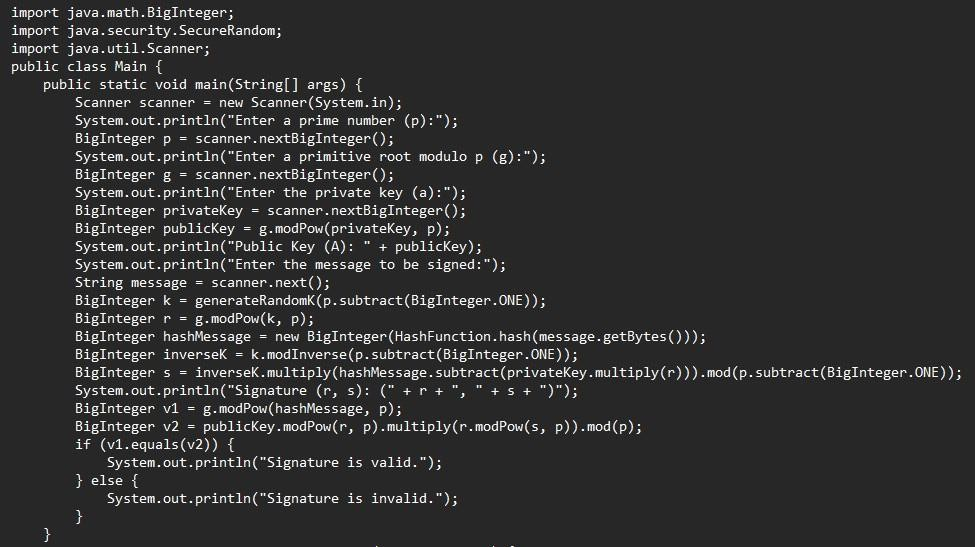 import java.math.BigInteger;
import java.security.SecureRandom;
import java.util.Scanner;
public class Main {
    public static void main(String[] args) {
        Scanner scanner = new Scanner(System.in);
        System.out.println("Enter a prime number (p):");
        BigInteger p = scanner.nextBigInteger();
        System.out.println("Enter a primitive root modulo p (g):");
        BigInteger g = scanner.nextBigInteger();
        System.out.println("Enter the private key (a):");
        BigInteger privateKey = scanner.nextBigInteger();
        BigInteger publicKey = g.modPow(privateKey, p);
        System.out.println("Public Key (A): " + publicKey);
        System.out.println("Enter the message to be signed:");
        String message = scanner.next();
        BigInteger k = generateRandomK(p.subtract(BigInteger.ONE));
        BigInteger r = g.modPow(k, p);
        BigInteger hashMessage = new BigInteger(HashFunction.hash(message.getBytes()));
        BigInteger inverseK = k.modInverse(p.subtract(BigInteger.ONE));
        BigInteger s = inverseK.multiply(hashMessage.subtract(privateKey.multiply(r))).mod(p.subtract(BigInteger.ONE));
        System.out.println("Signature (r, s): (" + r + ", " + s + ")");
        BigInteger v1 = g.modPow(hashMessage, p);
        BigInteger v2 = publicKey.modPow(r, p).multiply(r.modPow(s, p)).mod(p);
        if (v1.equals(v2)) {
            System.out.println("Signature is valid.");
        } else {
            System.out.println("Signature is invalid.");
        }
    }